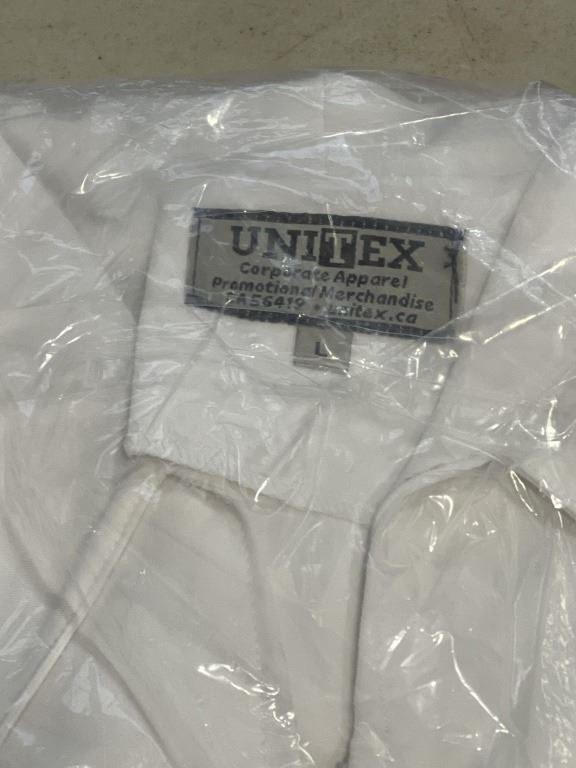 UNITEX
Corporate Apparel
Promotional Merchandise
CA56419 • unitex.ca
L